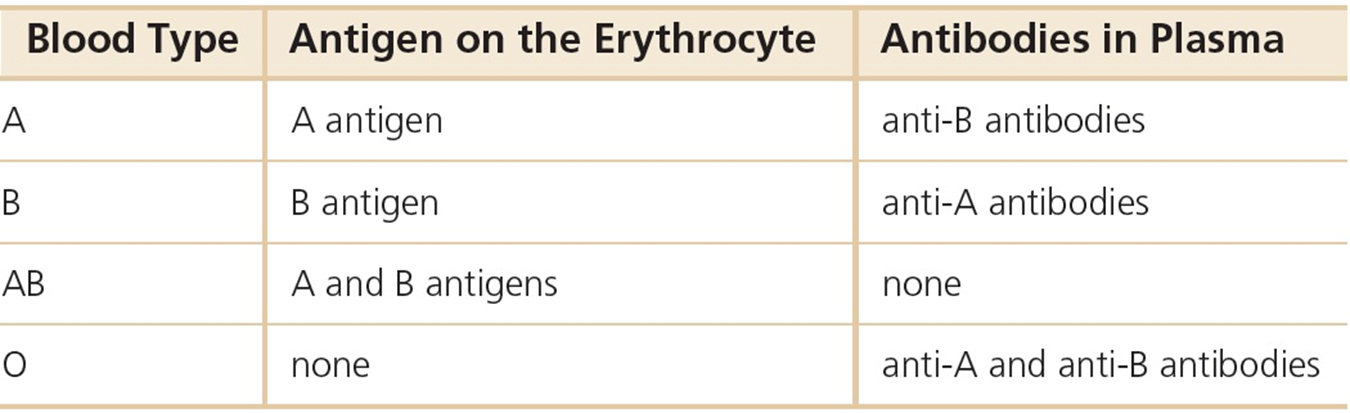 Blood Type Antigen on the Erythrocyte Antibodies in Plasma
A A antigen anti-B antibodies
B B antigen anti-A antibodies
AB A and B antigens none
O none anti-A and anti-B antibodies